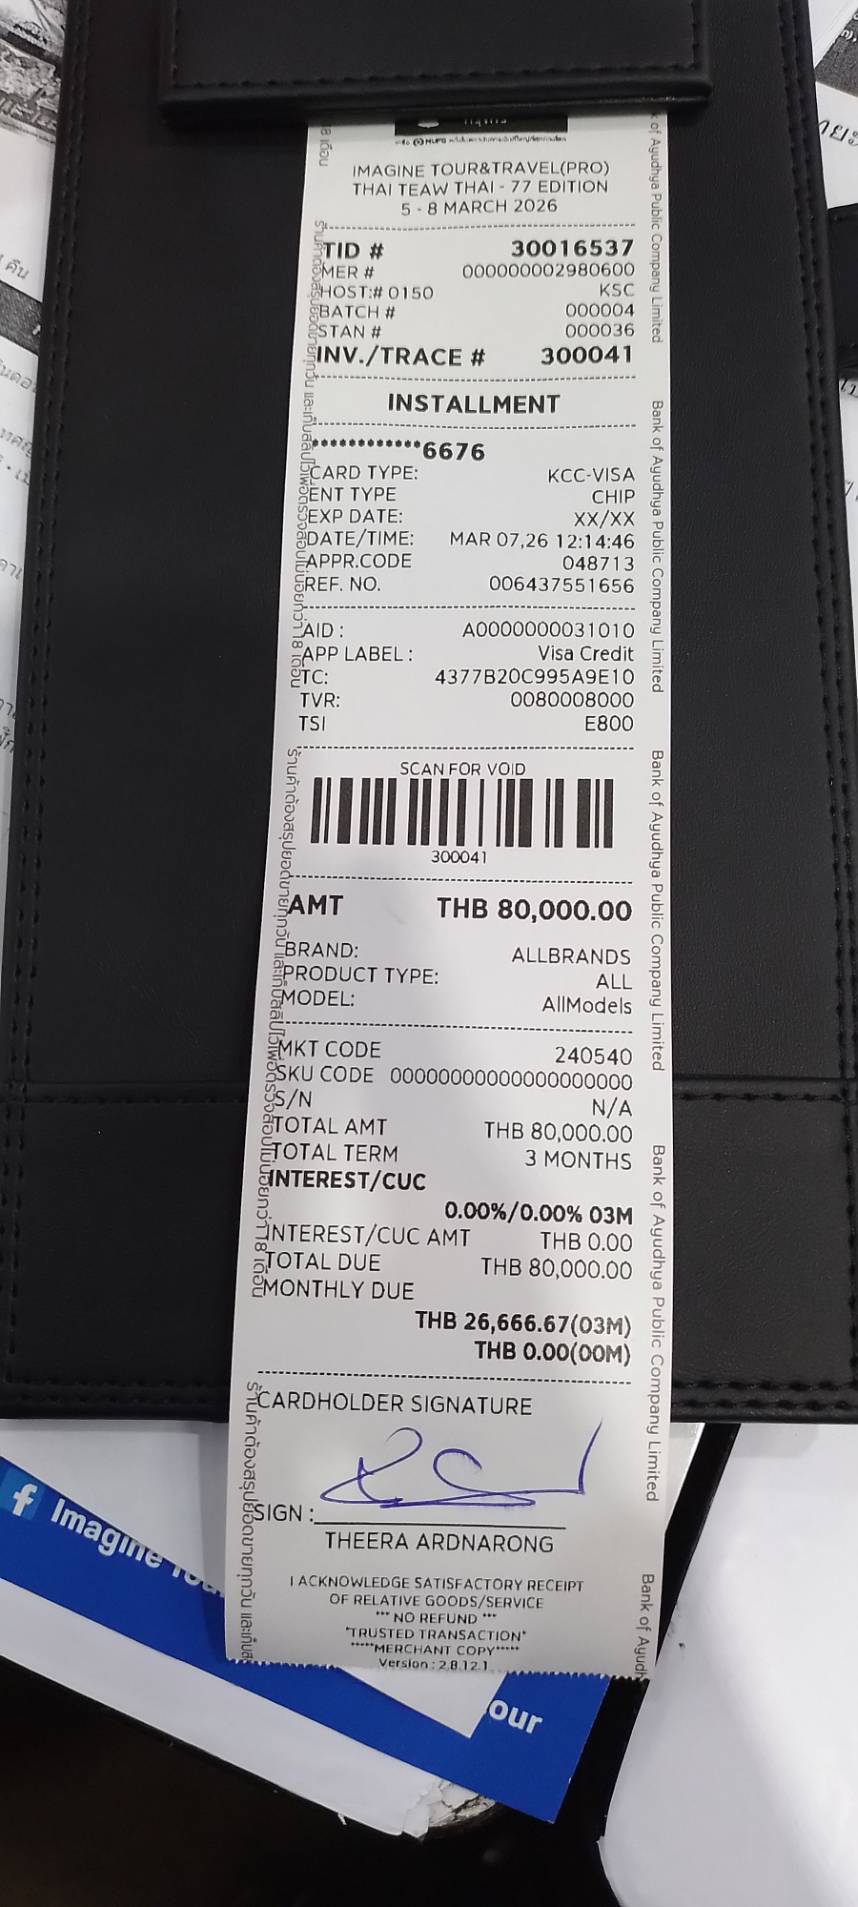 IMAGINE TOUR&TRAVEL(PRO)
THAI TEAW THAI - 77 EDITION
5 - 8 MARCH 2026
TID # 30016537
MER # 000000002980600
HOST:# 0150 KSC
BATCH # 000004
STAN # 000036
INV./TRACE # 300041
INSTALLMENT
************6676
CARD TYPE: KCC-VISA
ENT TYPE CHIP
EXP DATE: XX/XX
DATE/TIME: MAR 07,26 12:14:46
APPR.CODE 048713
REF. NO. 006437551656
AID : A0000000031010
APP LABEL : Visa Credit
TC: 4377B20C995A9E10
TVR: 0080008000
TSI E800
SCAN FOR VOID
300041
AMT THB 80,000.00
BRAND: ALLBRANDS
PRODUCT TYPE: ALL
MODEL: AllModels
MKT CODE 240540
SKU CODE 00000000000000000000
S/N N/A
TOTAL AMT THB 80,000.00
TOTAL TERM 3 MONTHS
INTEREST/CUC
0.00%/0.00% 03M
INTEREST/CUC AMT THB 0.00
TOTAL DUE THB 80,000.00
MONTHLY DUE
THB 26,666.67(03M)
THB 0.00(00M)
CARDHOLDER SIGNATURE
SIGN :
THEERA ARDNARONG
I ACKNOWLEDGE SATISFACTORY RECEIPT
OF RELATIVE GOODS/SERVICE
*** NO REFUND ***
*TRUSTED TRANSACTION*
*****MERCHANT COPY*****
Version : 2.8.12.1
Bank of Ayudhya Public Company Limited
Bank of Ayudhya Public Company Limited
Bank of Ayudhya Public Company Limited
Bank of Ayudhya Public Company Limited
Bank of Ayudh
Imagine
our